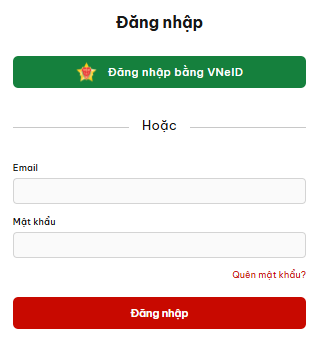 Đăng nhập
Đăng nhập bằng VNeID
Hoặc
Email
Mật khẩu
Quên mật khẩu?
Đăng nhập